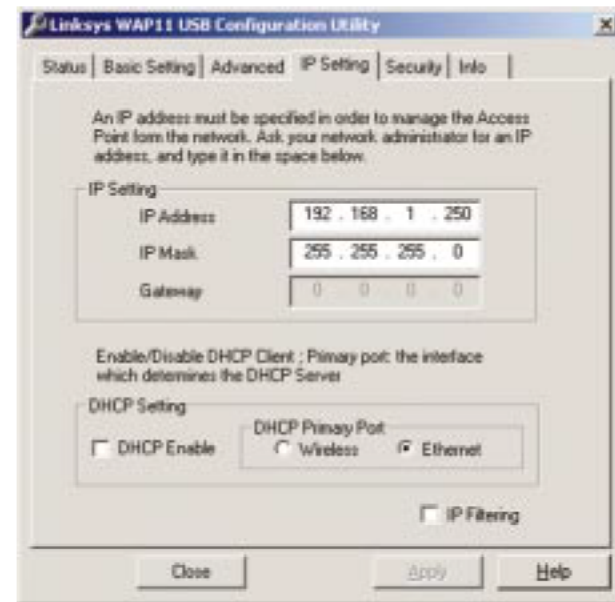 Linksys WAP11 USB Configuration Utility
Status Basic Setting Advanced IP Setting Security Info
An IP address must be specified in order to manage the Access
Point form the network. Ask your network administrator for an IP
address, and type it in the space below.
IP Setting
IP Address 192 . 168 . 1 . 250
IP Mask 255 . 255 . 255 . 0
Gateway 0 0 0 0
Enable/Disable DHCP Client ; Primary port: the interface
which determines the DHCP Server
DHCP Setting
DHCP Primary Port
DHCP Enable Wireless Ethernet
IP Filtering
Close Apply Help